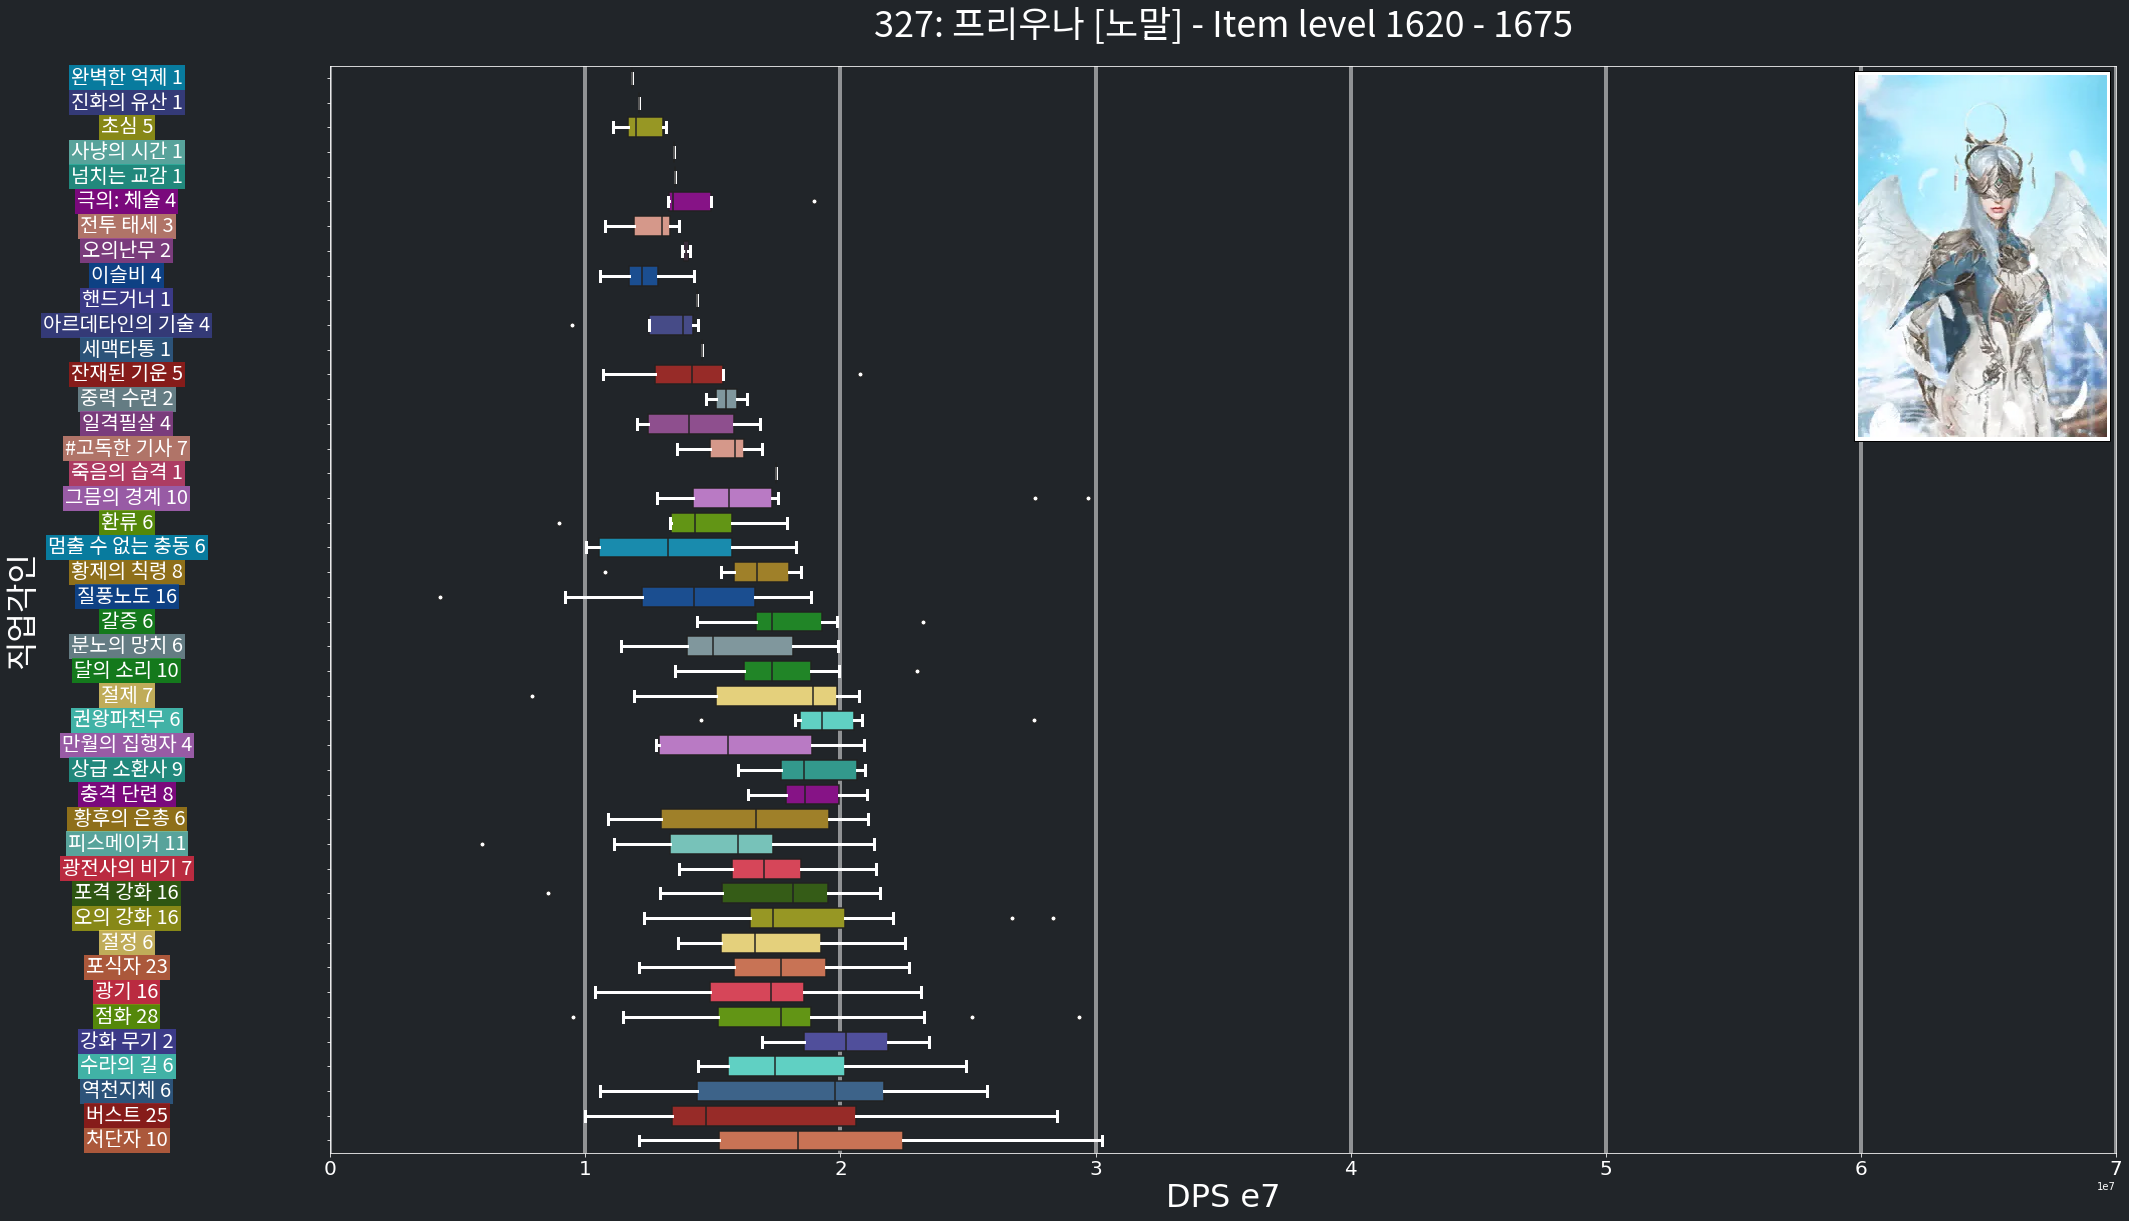 327: 프리우나 [노말] - Item level 1620 - 1675
완벽한 억제 1
진화의 유산 1
초심 5
사냥의 시간 1
넘치는 교감 1
극의: 체술 4
전투 태세 3
오의난무 2
이슬비 4
핸드거너 1
아르데타인의 기술 4
세맥타통 1
잔재된 기운 5
중력 수련 2
일격필살 4
#고독한 기사 7
죽음의 습격 1
그믐의 경계 10
환류 6
멈출 수 없는 충동 6
황제의 칙령 8
질풍노도 16
갈증 6
분노의 망치 6
달의 소리 10
절제 7
권왕파천무 6
만월의 집행자 4
상급 소환사 9
충격 단련 8
황후의 은총 6
피스메이커 11
광전사의 비기 7
포격 강화 16
오의 강화 16
절정 6
포식자 23
광기 16
점화 28
강화 무기 2
수라의 길 6
역천지체 6
버스트 25
처단자 10
직업각인
0 1 2 3 4 5 6 7
1e7
DPS e7